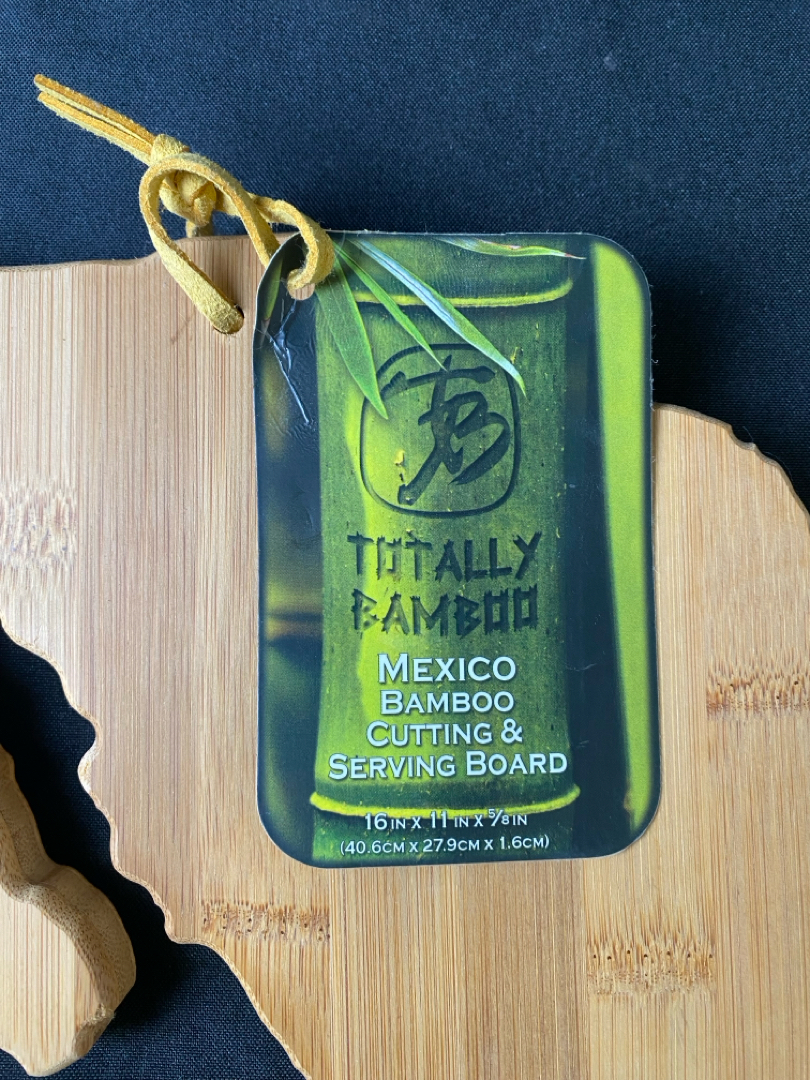 TB
TOTALLY
BAMBOO
MEXICO
BAMBOO
CUTTING &
SERVING BOARD
16 IN X 11 IN X 5/8 IN
(40.6CM X 27.9CM X 1.6CM)